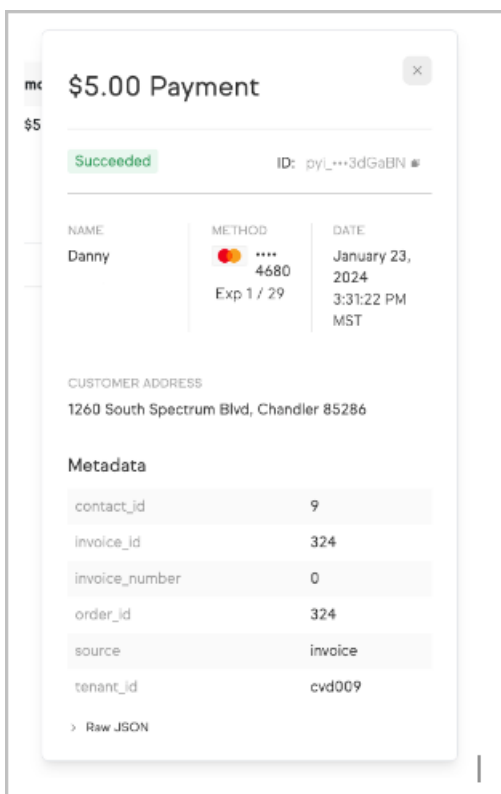 mo
$5
$5.00 Payment
Succeeded
ID: pyi_•••3dGaBN
NAME
Danny
METHOD
•••• 4680
Exp 1 / 29
DATE
January 23,
2024
3:31:22 PM
MST
CUSTOMER ADDRESS
1260 South Spectrum Blvd, Chandler 85286
Metadata
contact_id 9
invoice_id 324
invoice_number 0
order_id 324
source invoice
tenant_id cvd009
> Raw JSON